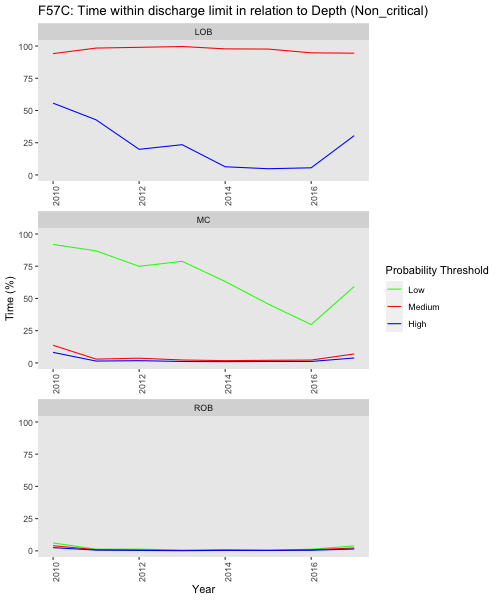 F57C: Time within discharge limit in relation to Depth (Non_critical)
LOB
100
75
50
25
0
2010
2012
2014
2016
MC
100
75
50
25
0
2010
2012
2014
2016
ROB
100
75
50
25
0
2010
2012
2014
2016
Time (%)
Year
Probability Threshold
Low
Medium
High